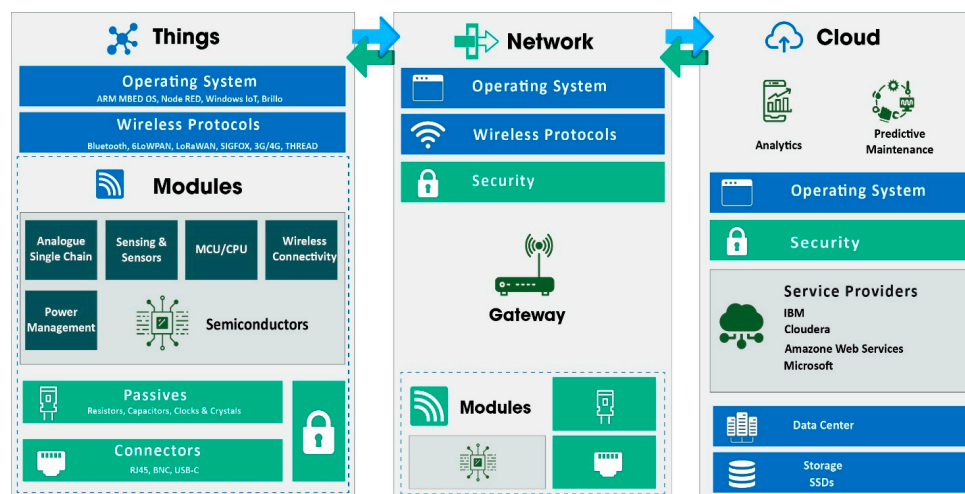 Things
Operating System
ARM MBED OS, Node RED, Windows IoT, Brillo
Wireless Protocols
Bluetooth, 6LoWPAN, LoRaWAN, SIGFOX, 3G/4G, THREAD
Modules
Analogue
Single Chain
Sensing &
Sensors
MCU/CPU
Wireless
Connectivity
Power
Management
Semiconductors
Passives
Resistors, Capacitors, Clocks & Crystals
Connectors
RJ45, BNC, USB-C
Network
Operating System
Wireless Protocols
Security
Gateway
Modules
Cloud
Analytics
Predictive
Maintenance
Operating System
Security
Service Providers
IBM
Cloudera
Amazone Web Services
Microsoft
Data Center
Storage
SSDs